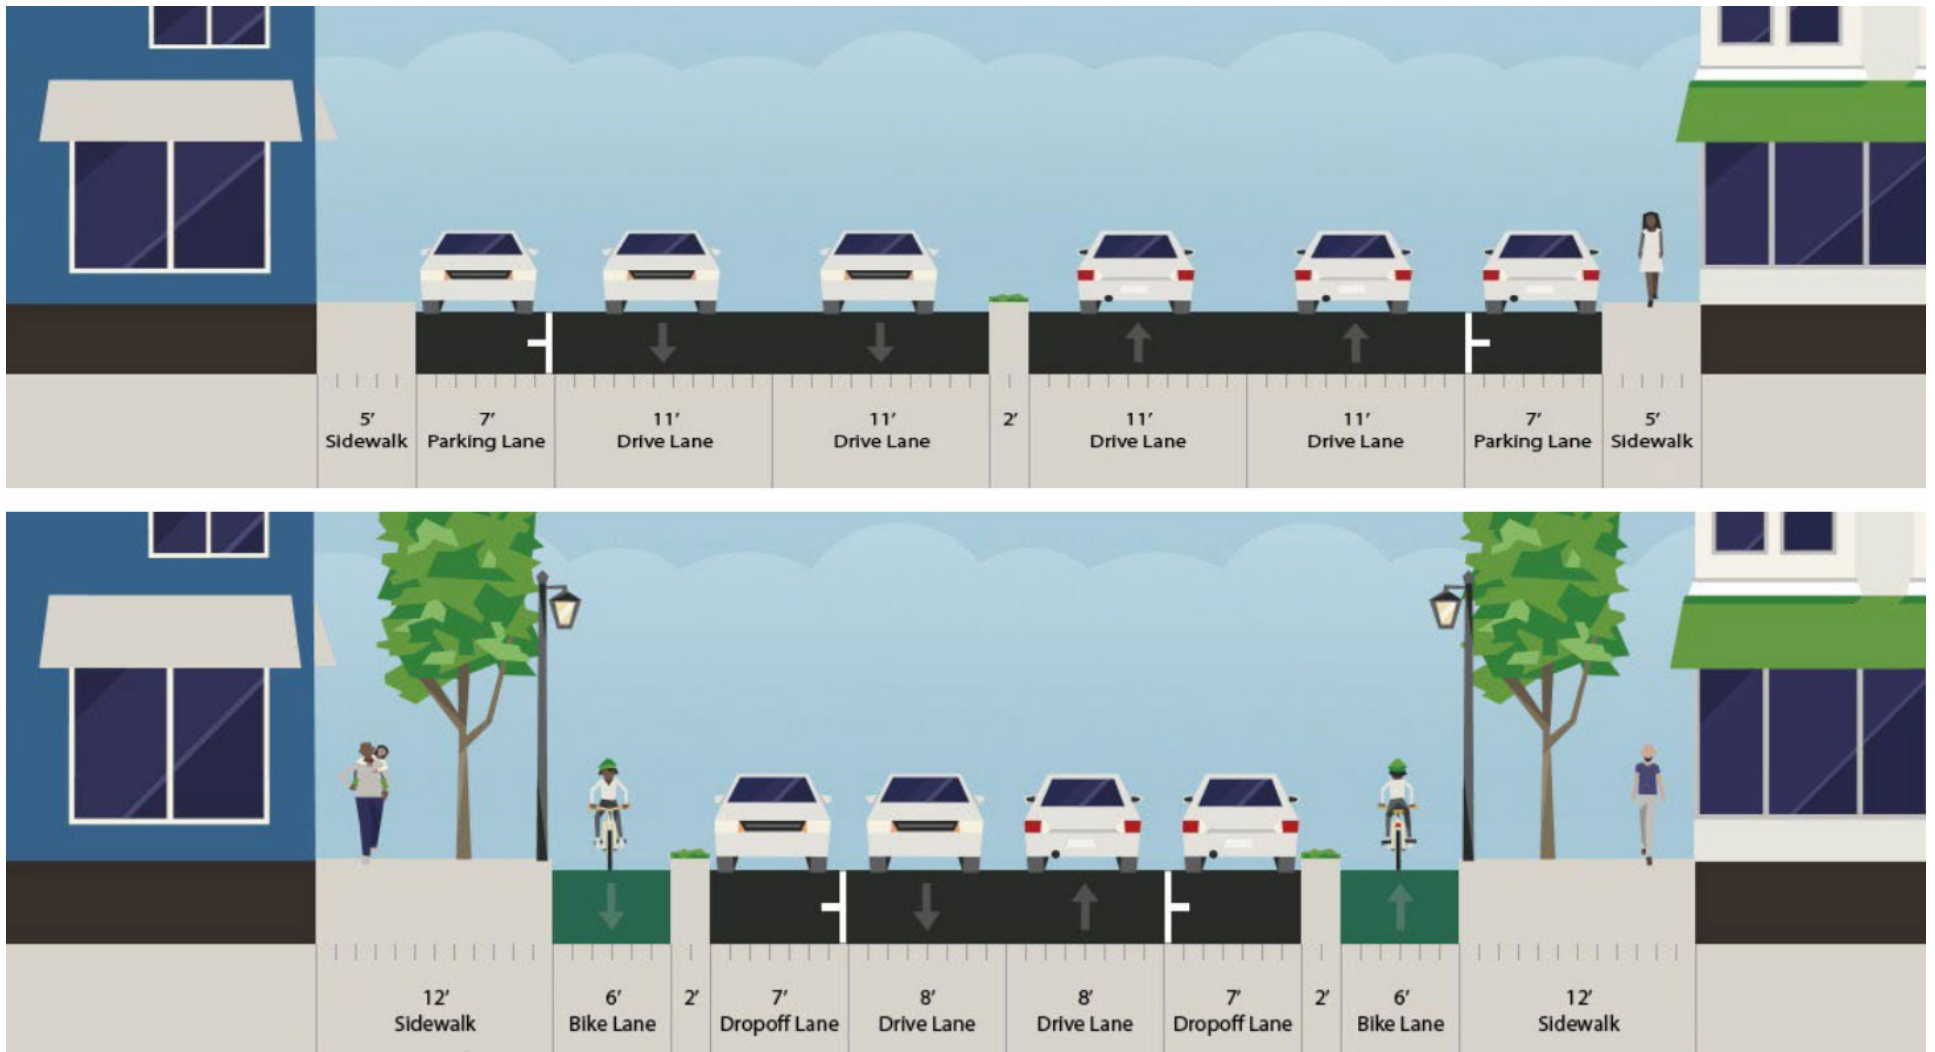 5′ 7′ 11′ 11′ 2′ 11′ 11′ 7′ 5′
Sidewalk Parking Lane Drive Lane Drive Lane Drive Lane Drive Lane Parking Lane Sidewalk
12′ 6′ 2′ 7′ 8′ 8′ 7′ 2′ 6′ 12′
Sidewalk Bike Lane Dropoff Lane Drive Lane Drive Lane Dropoff Lane Bike Lane Sidewalk